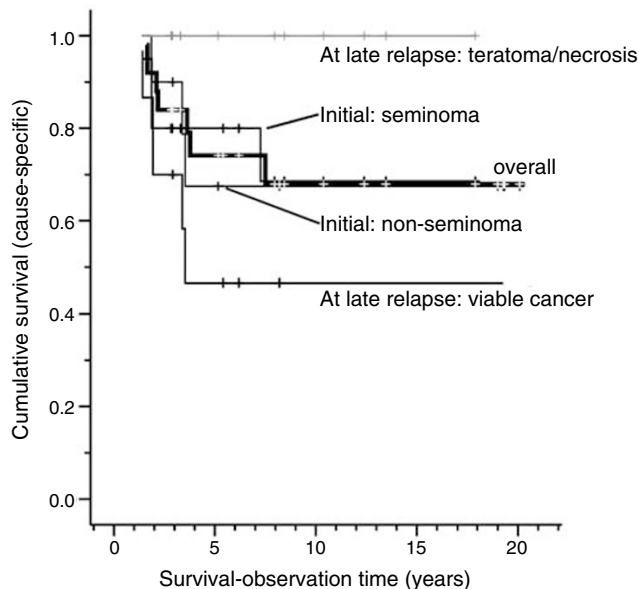 Cumulative survival (cause-specific)
1.0
0.8
0.6
0.4
0.2
0.0
At late relapse: teratoma/necrosis
Initial: seminoma
overall
Initial: non-seminoma
At late relapse: viable cancer
0 5 10 15 20
Survival-observation time (years)